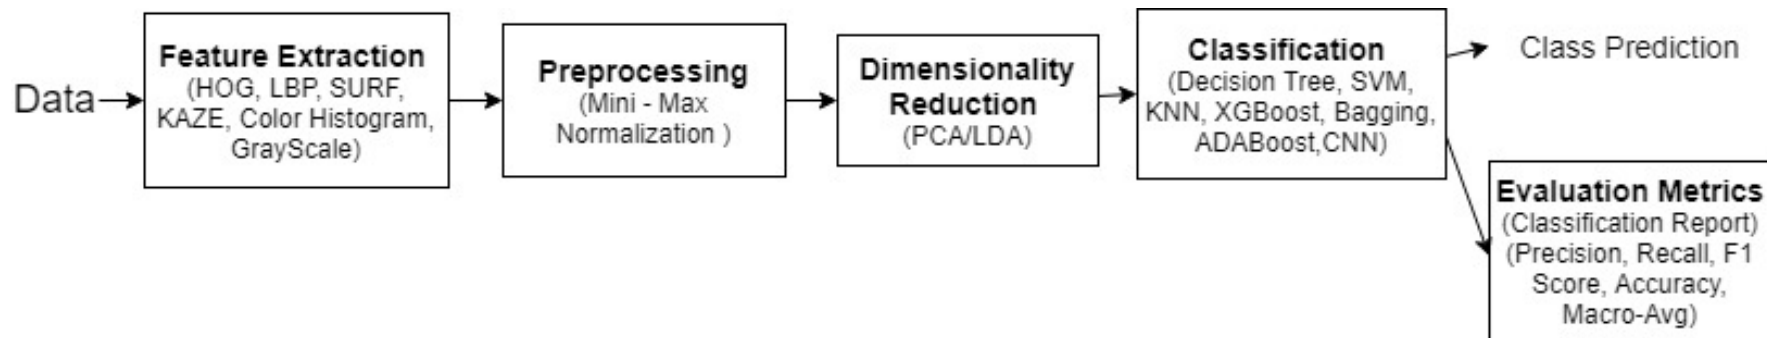 Data
Feature Extraction
(HOG, LBP, SURF,
KAZE, Color Histogram,
GrayScale)
Preprocessing
(Mini - Max
Normalization )
Dimensionality
Reduction
(PCA/LDA)
Classification
(Decision Tree, SVM,
KNN, XGBoost, Bagging,
ADABoost,CNN)
Class Prediction
Evaluation Metrics
(Classification Report)
(Precision, Recall, F1
Score, Accuracy,
Macro-Avg)